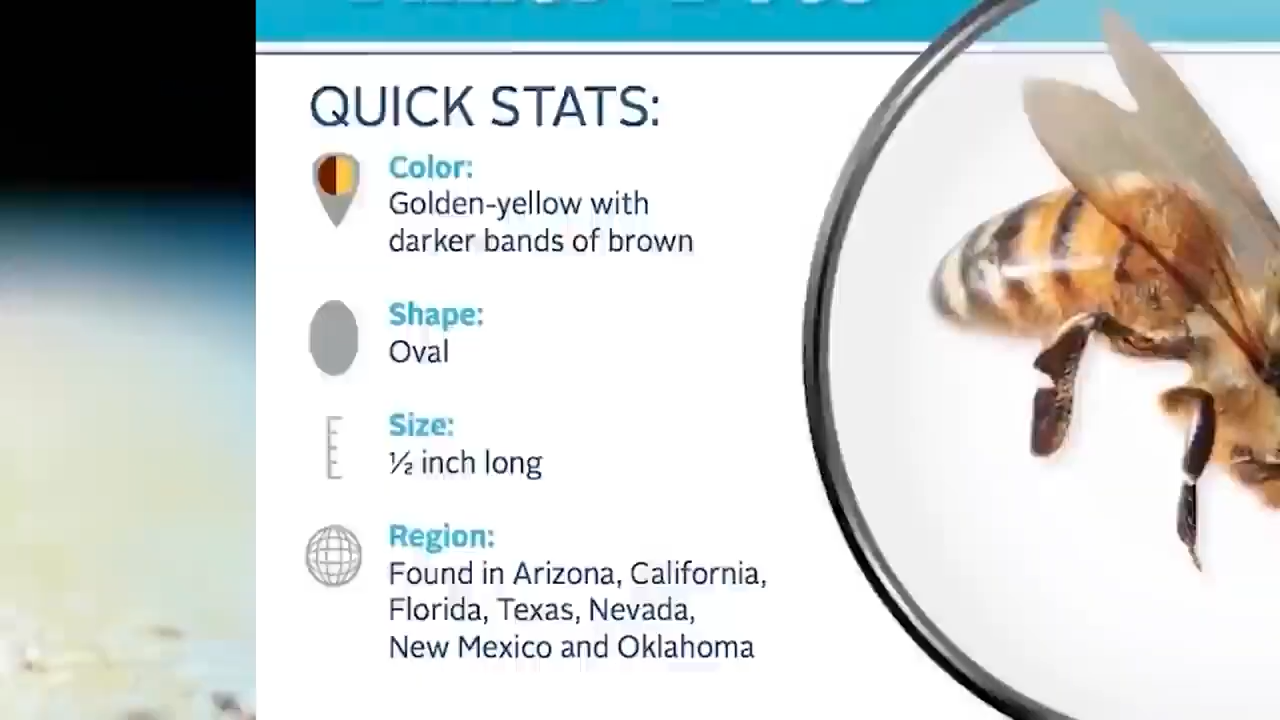 QUICK STATS:
Color:
Golden-yellow with
darker bands of brown
Shape:
Oval
Size:
½ inch long
Region:
Found in Arizona, California,
Florida, Texas, Nevada,
New Mexico and Oklahoma